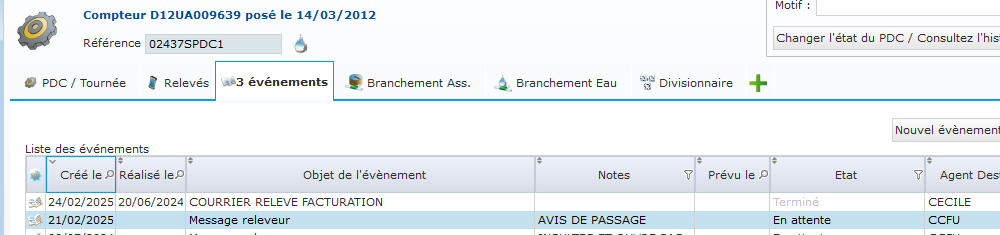 Compteur D12UA009639 posé le 14/03/2012
Motif :
Référence 02437SPDC1
Changer l'état du PDC / Consultez l'his
PDC / Tournée Relevés 3 événements Branchement Ass. Branchement Eau Divisionnaire
Nouvel évènement
Liste des événements
Créé le Réalisé le Objet de l'évènement Notes Prévu le Etat Agent Dest
24/02/2025 20/06/2024 COURRIER RELEVE FACTURATION Terminé CECILE
21/02/2025 Message releveur AVIS DE PASSAGE En attente CCFU